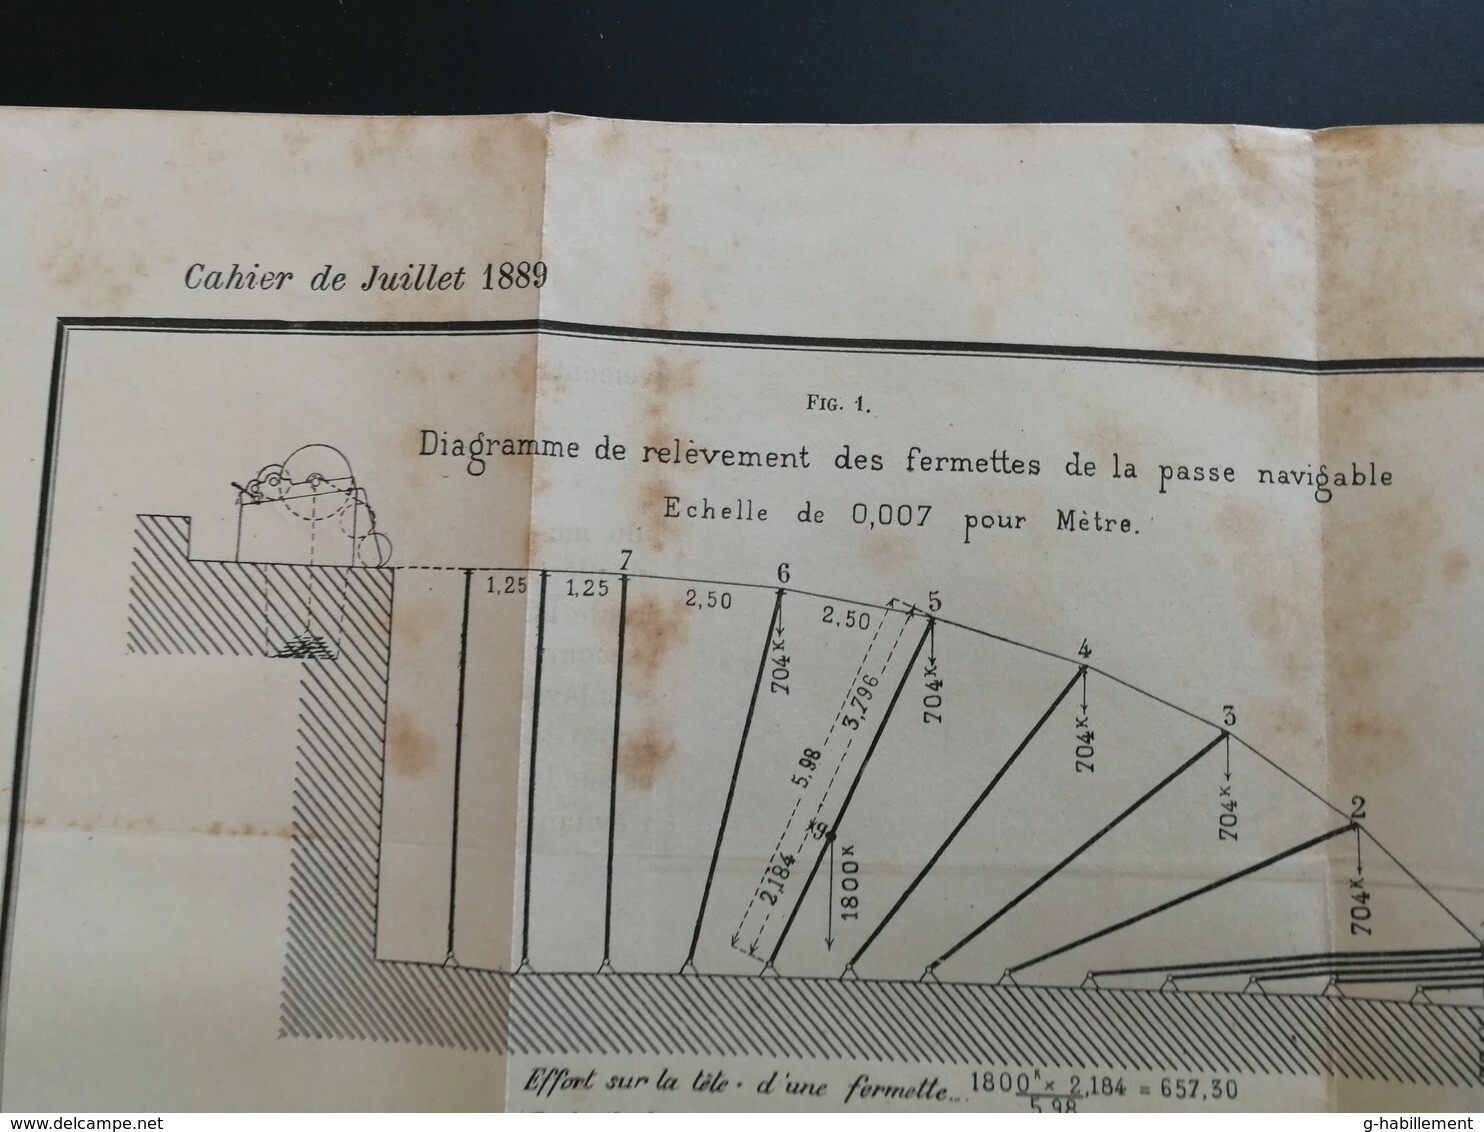 Cahier de Juillet 1889
FIG. 1.
Diagramme de relèvement des fermettes de la passe navigable
Echelle de 0,007 pour Mètre.
7
6
5
4
3
2
1,25
1,25
2,50
2,50
704K
704K
704K
704K
704K
3,796
5,98
g
2,184
1800K
Effort sur la tête. d'une fermette... 1800K × 2,184 = 657,30
5,98
delcampe.net
g-habillement